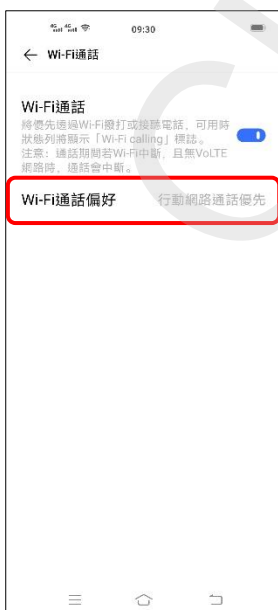 4G 4G 09:30
← Wi-Fi通話
Wi-Fi通話
將優先透過Wi-Fi撥打或接聽電話，可用時
狀態列將顯示「Wi-Fi calling」標誌。
注意：通話期間若Wi-Fi中斷，且無VoLTE
網路時，通話會中斷。
Wi-Fi通話偏好 行動網路通話優先